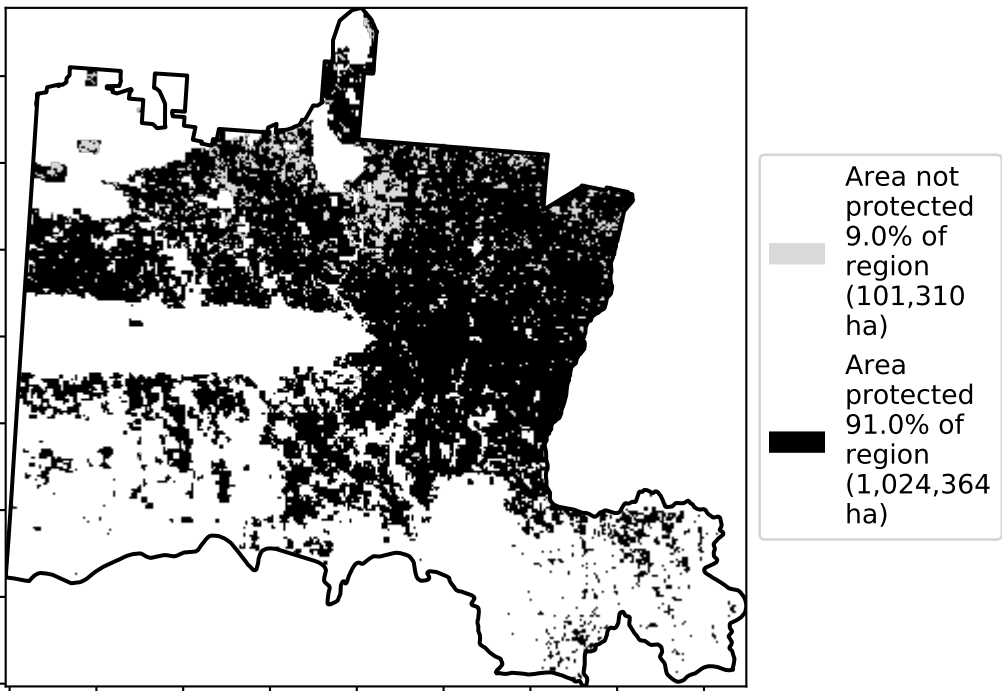 Area not
protected
9.0% of
region
(101,310
ha)
Area
protected
91.0% of
region
(1,024,364
ha)